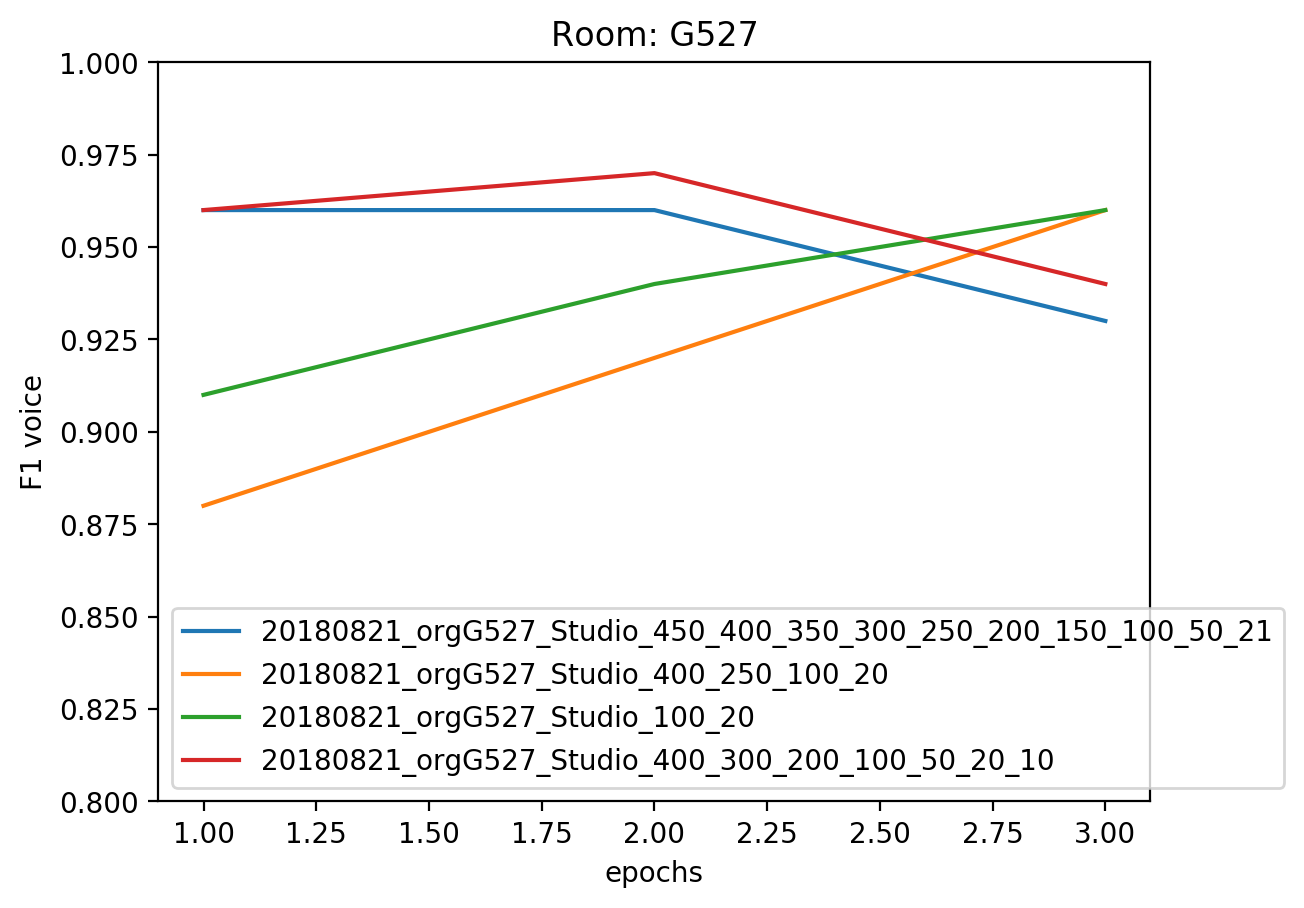 Room: G527
1.000
0.975
0.950
0.925
0.900
0.875
0.850
0.825
0.800
F1 voice
20180821_orgG527_Studio_450_400_350_300_250_200_150_100_50_21
20180821_orgG527_Studio_400_250_100_20
20180821_orgG527_Studio_100_20
20180821_orgG527_Studio_400_300_200_100_50_20_10
1.00 1.25 1.50 1.75 2.00 2.25 2.50 2.75 3.00
epochs